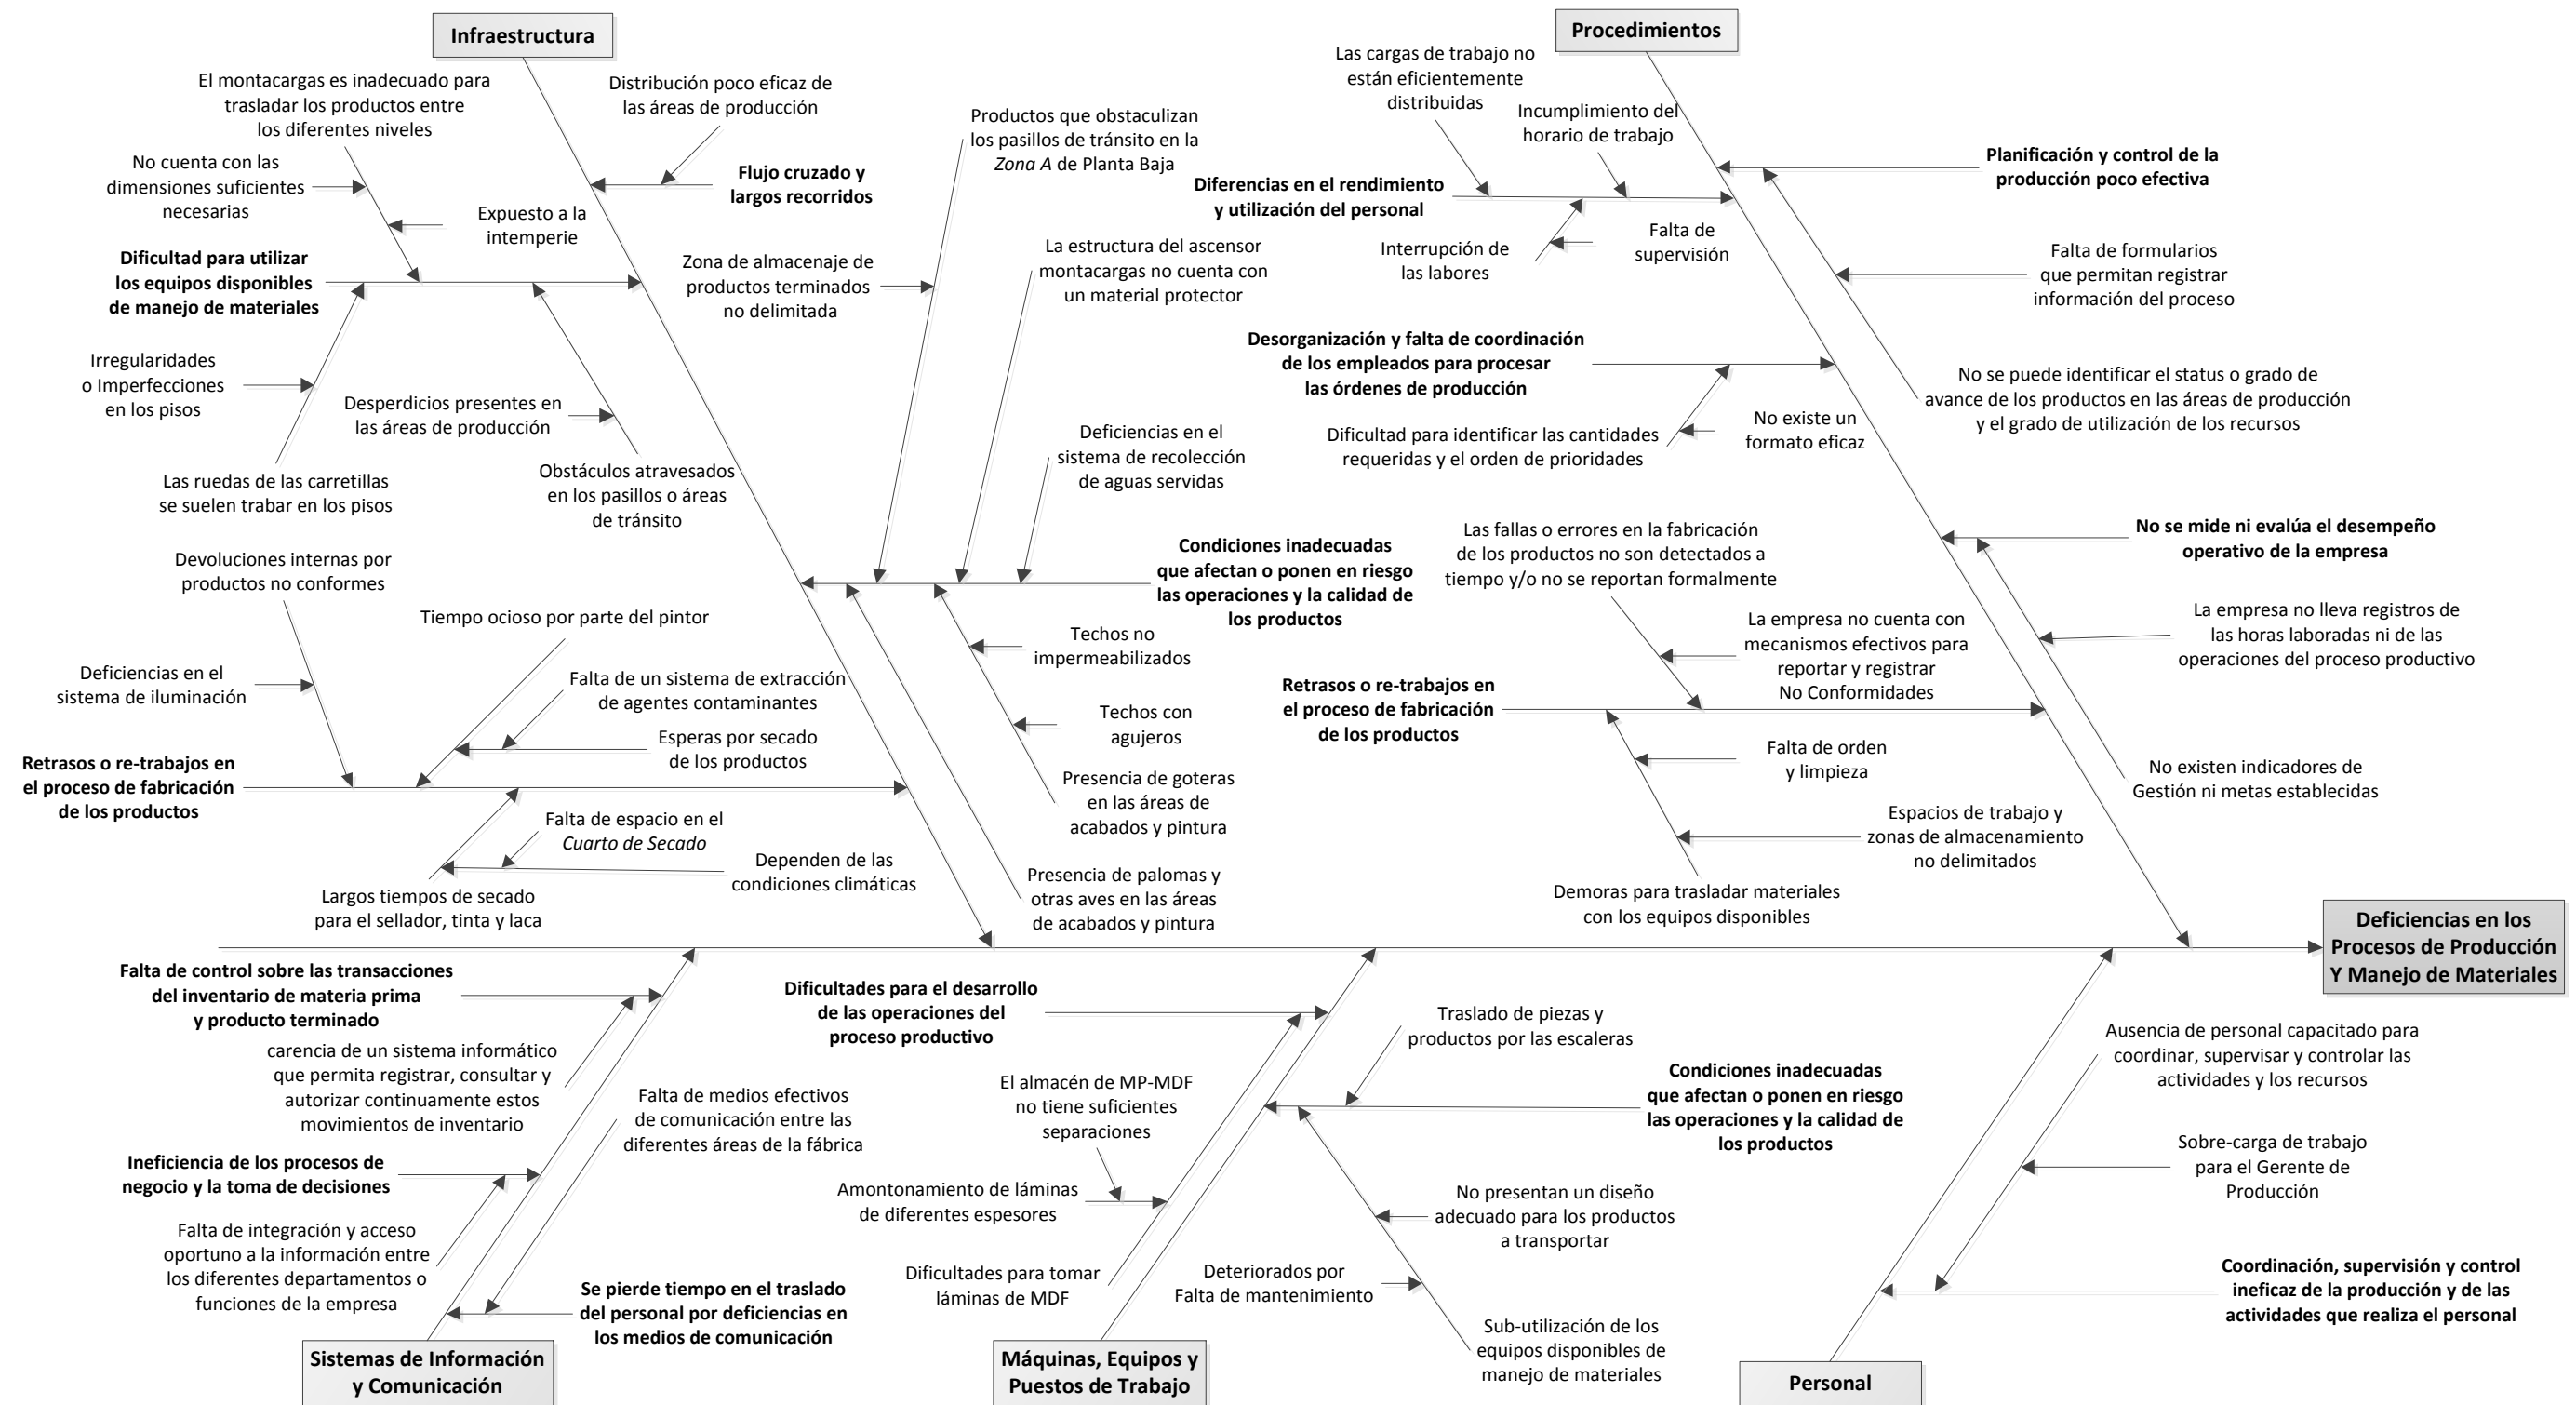 Infraestructura
El montacargas es inadecuado para
trasladar los productos entre
los diferentes niveles
Distribución poco eficaz de
las áreas de producción
No cuenta con las
dimensiones suficientes
necesarias
Flujo cruzado y
largos recorridos
Expuesto a la
intemperie
Dificultad para utilizar
los equipos disponibles
de manejo de materiales
Irregularidades
o Imperfecciones
en los pisos
Desperdicios presentes en
las áreas de producción
Las ruedas de las carretillas
se suelen trabar en los pisos
Obstáculos atravesados
en los pasillos o áreas
de tránsito
Productos que obstaculizan
los pasillos de tránsito en la
Zona A de Planta Baja
Zona de almacenaje de
productos terminados
no delimitada
La estructura del ascensor
montacargas no cuenta con
un material protector
Deficiencias en el
sistema de recolección
de aguas servidas
Condiciones inadecuadas
que afectan o ponen en riesgo
las operaciones y la calidad de
los productos
Techos no
impermeabilizados
Techos con
agujeros
Presencia de goteras
en las áreas de
acabados y pintura
Presencia de palomas y
otras aves en las áreas
de acabados y pintura
Devoluciones internas por
productos no conformes
Tiempo ocioso por parte del pintor
Deficiencias en el
sistema de iluminación
Falta de un sistema de extracción
de agentes contaminantes
Esperas por secado
de los productos
Retrasos o re-trabajos en
el proceso de fabricación
de los productos
Falta de espacio en el
Cuarto de Secado
Dependen de las
condiciones climáticas
Largos tiempos de secado
para el sellador, tinta y laca
Procedimientos
Las cargas de trabajo no
están eficientemente
distribuidas
Incumplimiento del
horario de trabajo
Diferencias en el rendimiento
y utilización del personal
Interrupción de
las labores
Falta de
supervisión
Planificación y control de la
producción poco efectiva
Falta de formularios
que permitan registrar
información del proceso
No se puede identificar el status o grado de
avance de los productos en las áreas de producción
y el grado de utilización de los recursos
Desorganización y falta de coordinación
de los empleados para procesar
las órdenes de producción
Dificultad para identificar las cantidades
requeridas y el orden de prioridades
No existe un
formato eficaz
No se mide ni evalúa el desempeño
operativo de la empresa
La empresa no lleva registros de
las horas laboradas ni de las
operaciones del proceso productivo
No existen indicadores de
Gestión ni metas establecidas
Las fallas o errores en la fabricación
de los productos no son detectados a
tiempo y/o no se reportan formalmente
La empresa no cuenta con
mecanismos efectivos para
reportar y registrar
No Conformidades
Retrasos o re-trabajos en
el proceso de fabricación
de los productos
Falta de orden
y limpieza
Espacios de trabajo y
zonas de almacenamiento
no delimitados
Demoras para trasladar materiales
con los equipos disponibles
Deficiencias en los
Procesos de Producción
Y Manejo de Materiales
Falta de control sobre las transacciones
del inventario de materia prima
y producto terminado
carencia de un sistema informático
que permita registrar, consultar y
autorizar continuamente estos
movimientos de inventario
Ineficiencia de los procesos de
negocio y la toma de decisiones
Falta de integración y acceso
oportuno a la información entre
los diferentes departamentos o
funciones de la empresa
Falta de medios efectivos
de comunicación entre las
diferentes áreas de la fábrica
Se pierde tiempo en el traslado
del personal por deficiencias en
los medios de comunicación
Sistemas de Información
y Comunicación
Dificultades para el desarrollo
de las operaciones del
proceso productivo
El almacén de MP-MDF
no tiene suficientes
separaciones
Amontonamiento de láminas
de diferentes espesores
Dificultades para tomar
láminas de MDF
Traslado de piezas y
productos por las escaleras
Condiciones inadecuadas
que afectan o ponen en riesgo
las operaciones y la calidad de
los productos
No presentan un diseño
adecuado para los productos
a transportar
Deteriorados por
Falta de mantenimiento
Sub-utilización de los
equipos disponibles de
manejo de materiales
Máquinas, Equipos y
Puestos de Trabajo
Ausencia de personal capacitado para
coordinar, supervisar y controlar las
actividades y los recursos
Sobre-carga de trabajo
para el Gerente de
Producción
Coordinación, supervisión y control
ineficaz de la producción y de las
actividades que realiza el personal
Personal